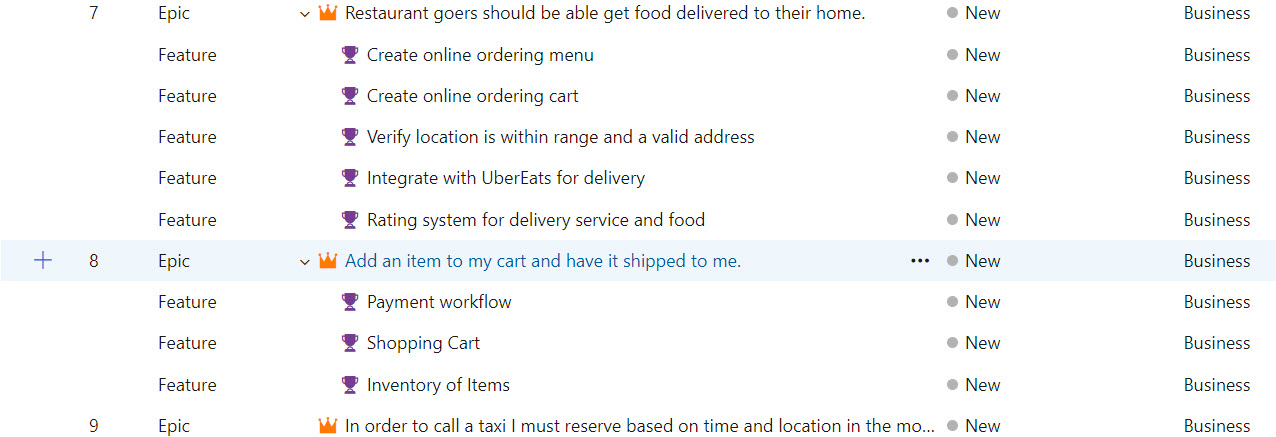 7 Epic Restaurant goers should be able get food delivered to their home. New Business
Feature Create online ordering menu New Business
Feature Create online ordering cart New Business
Feature Verify location is within range and a valid address New Business
Feature Integrate with UberEats for delivery New Business
Feature Rating system for delivery service and food New Business
+ 8 Epic Add an item to my cart and have it shipped to me. ••• New Business
Feature Payment workflow New Business
Feature Shopping Cart New Business
Feature Inventory of Items New Business
9 Epic In order to call a taxi I must reserve based on time and location in the mo... New Business